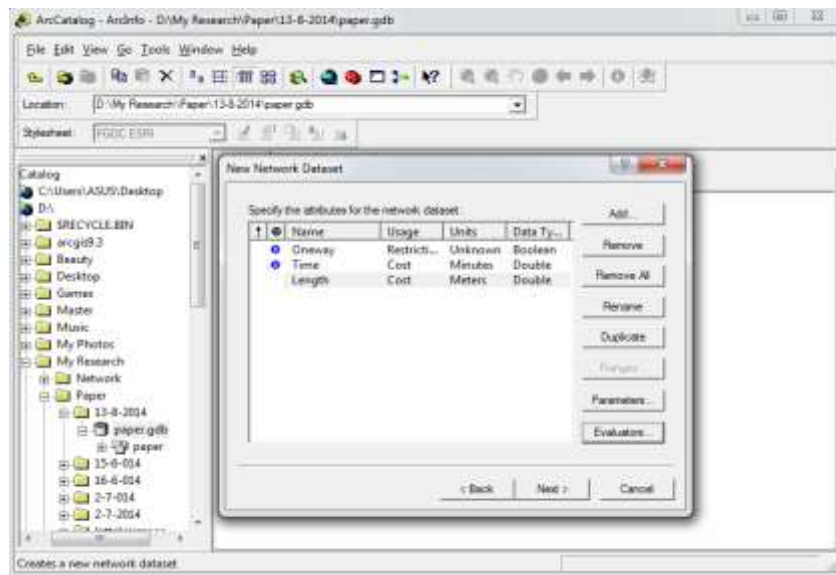 ArcCatalog - ArcInfo - D:\My Research\Paper\13-8-2014\paper.gdb
File Edit View Go Tools Window Help
Location: D:\My Research\Paper\13-8-2014\paper.gdb
Stylesheet: FGDC ESRI
Catalog
C:\Users\ASUS\Desktop
D:\
$RECYCLE.BIN
arcgis9.3
Beauty
Desktop
Games
Master
Music
My Photos
My Research
Network
Paper
13-8-2014
paper.gdb
paper
15-6-014
16-6-014
2-7-014
2-7-2014
New Network Dataset
Specify the attributes for the network dataset:
Name Usage Units Data Ty...
Oneway Restricti... Unknown Boolean
Time Cost Minutes Double
Length Cost Meters Double
Add...
Remove
Remove All
Rename
Duplicate
Ranges...
Parameters...
Evaluators...
< Back Next > Cancel
Creates a new network dataset